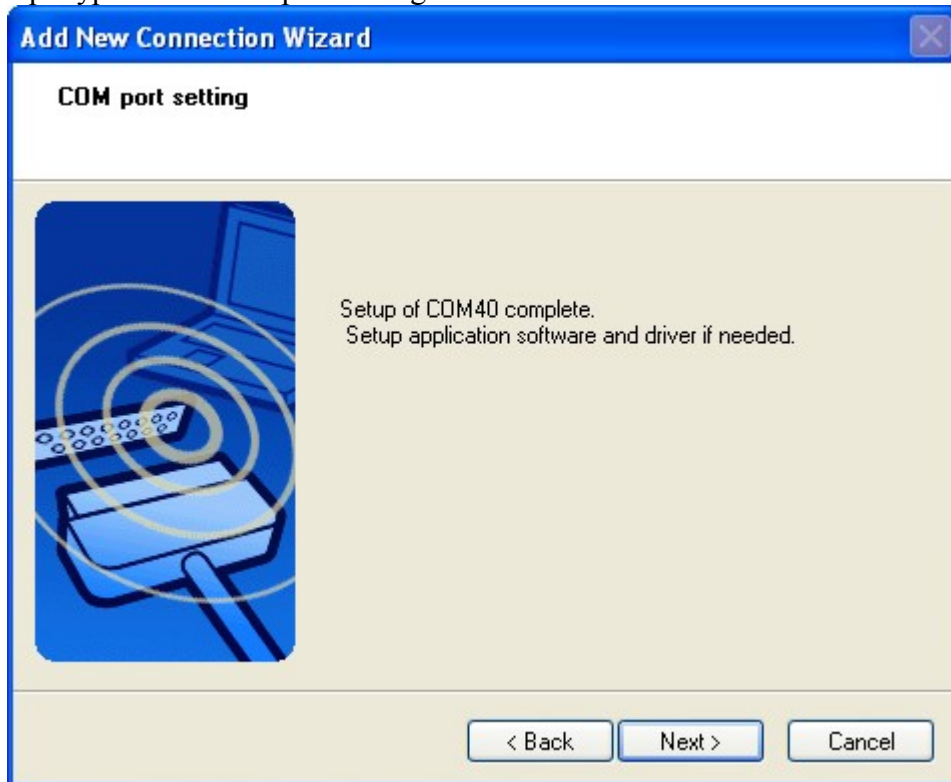 Add New Connection Wizard
COM port setting
Setup of COM40 complete.
Setup application software and driver if needed.
< Back Next > Cancel